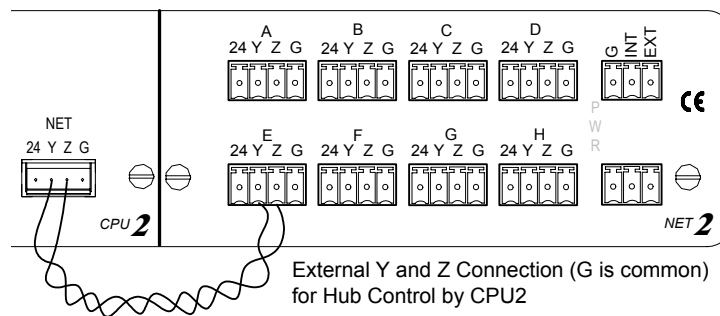 A B C D
24 Y Z G 24 Y Z G 24 Y Z G 24 Y Z G G INT EXT
PWR
CE
NET
24 Y Z G
E F G H
24 Y Z G 24 Y Z G 24 Y Z G 24 Y Z G
CPU 2
NET 2
External Y and Z Connection (G is common)
for Hub Control by CPU2